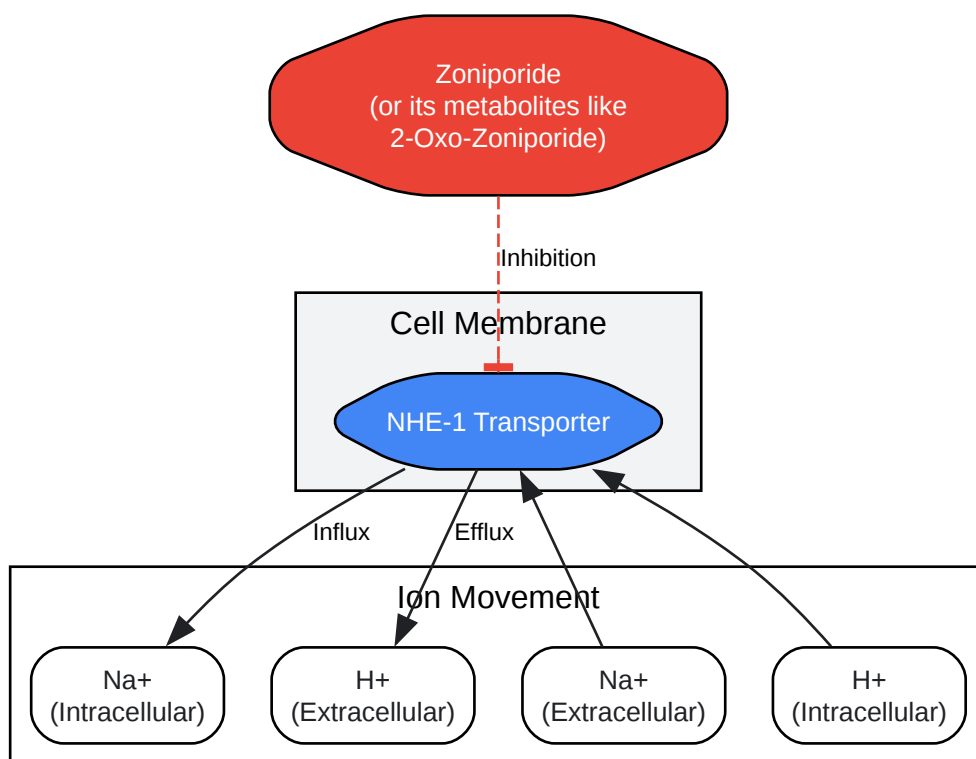 Zoniporide
(or its metabolites like
2-Oxo-Zoniporide)
Inhibition
Cell Membrane
NHE-1 Transporter
Influx
Efflux
Ion Movement
Na+
(Intracellular)
H+
(Extracellular)
Na+
(Extracellular)
H+
(Intracellular)